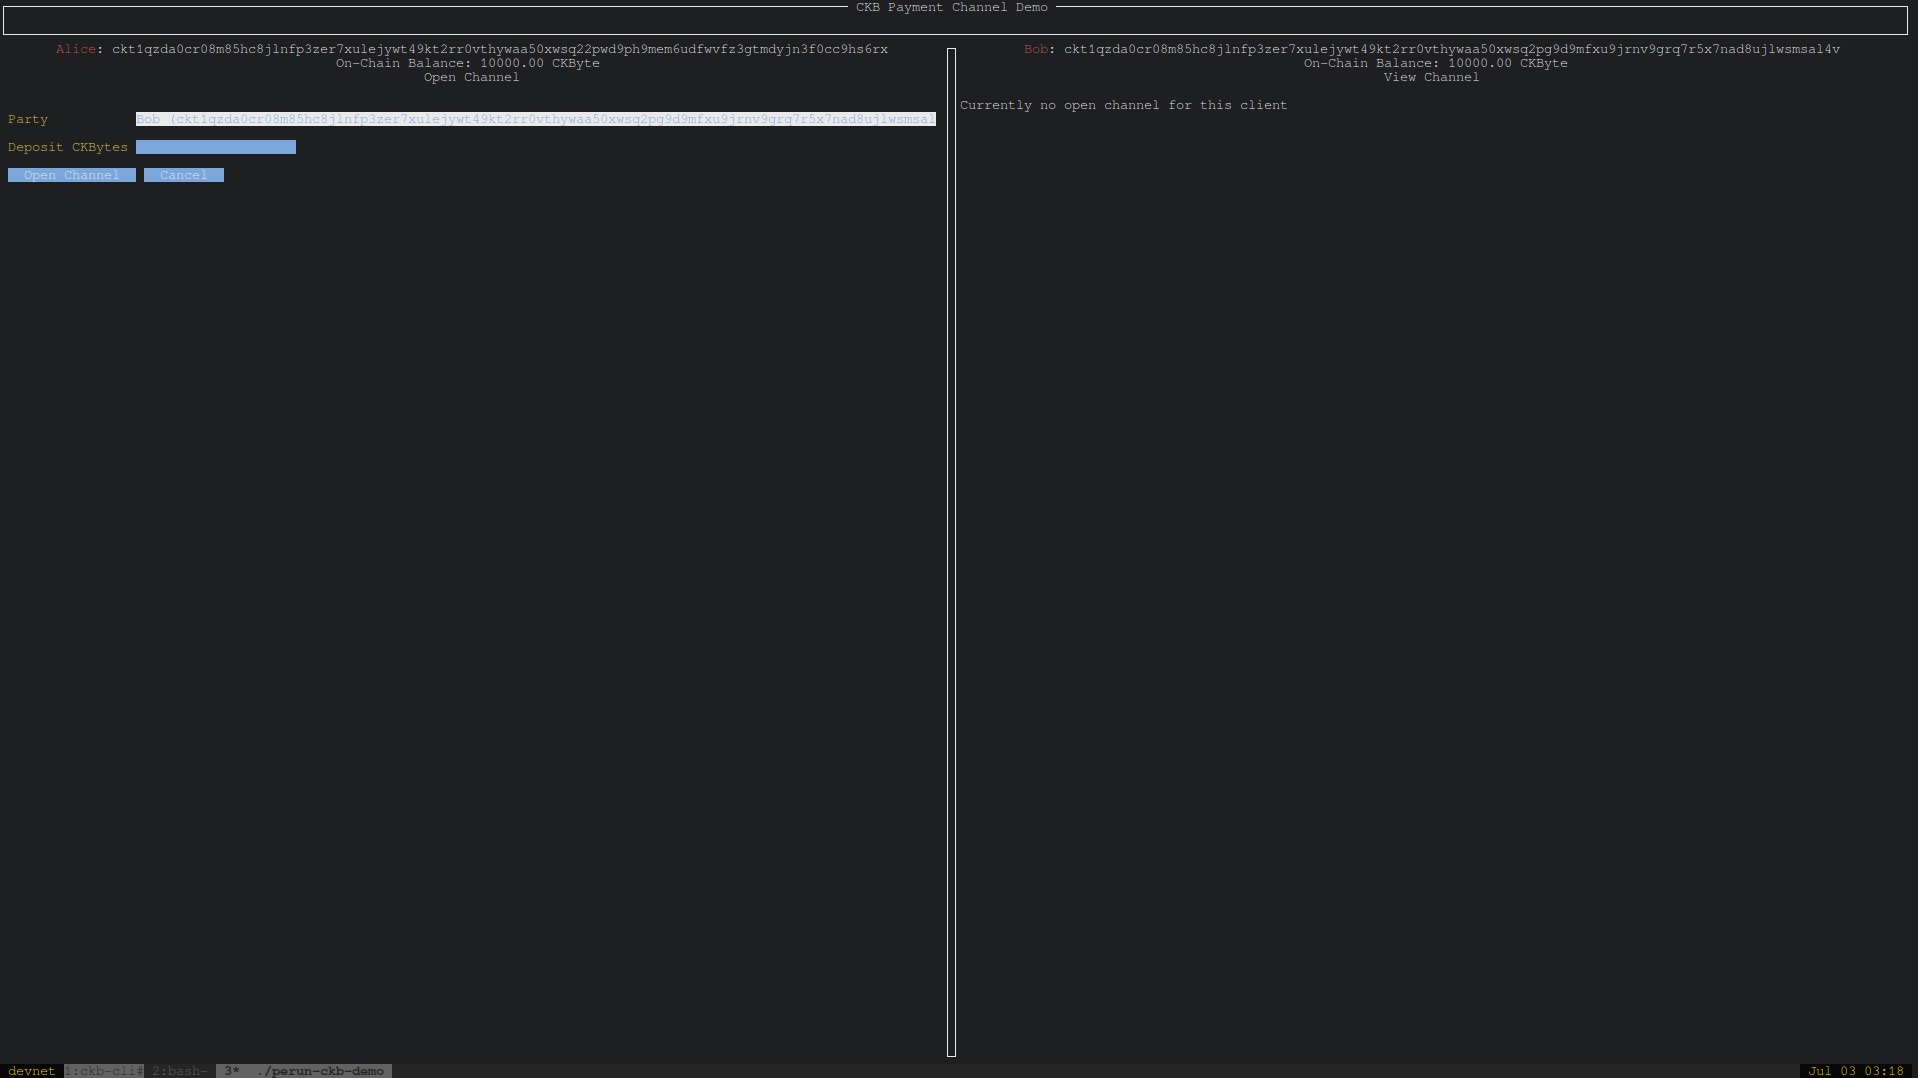 CKB Payment Channel Demo
Alice: ckt1qzda0cr08m85hc8jlnfp3zer7xulejywt49kt2rr0vthywaa50xwsq22pwd9ph9mem6udfwvfz3gtmdyjn3f0cc9hs6rx
On-Chain Balance: 10000.00 CKByte
Open Channel
Party Bob (ckt1qzda0cr08m85hc8jlnfp3zer7xulejywt49kt2rr0vthywaa50xwsq2pg9d9mfxu9jrnv9grq7r5x7nad8ujlwsmsal
Deposit CKBytes
Open Channel Cancel
Bob: ckt1qzda0cr08m85hc8jlnfp3zer7xulejywt49kt2rr0vthywaa50xwsq2pg9d9mfxu9jrnv9grq7r5x7nad8ujlwsmsal4v
On-Chain Balance: 10000.00 CKByte
View Channel
Currently no open channel for this client
devnet 1:ckb-cli# 2:bash- 3* ./perun-ckb-demo Jul 03 03:18